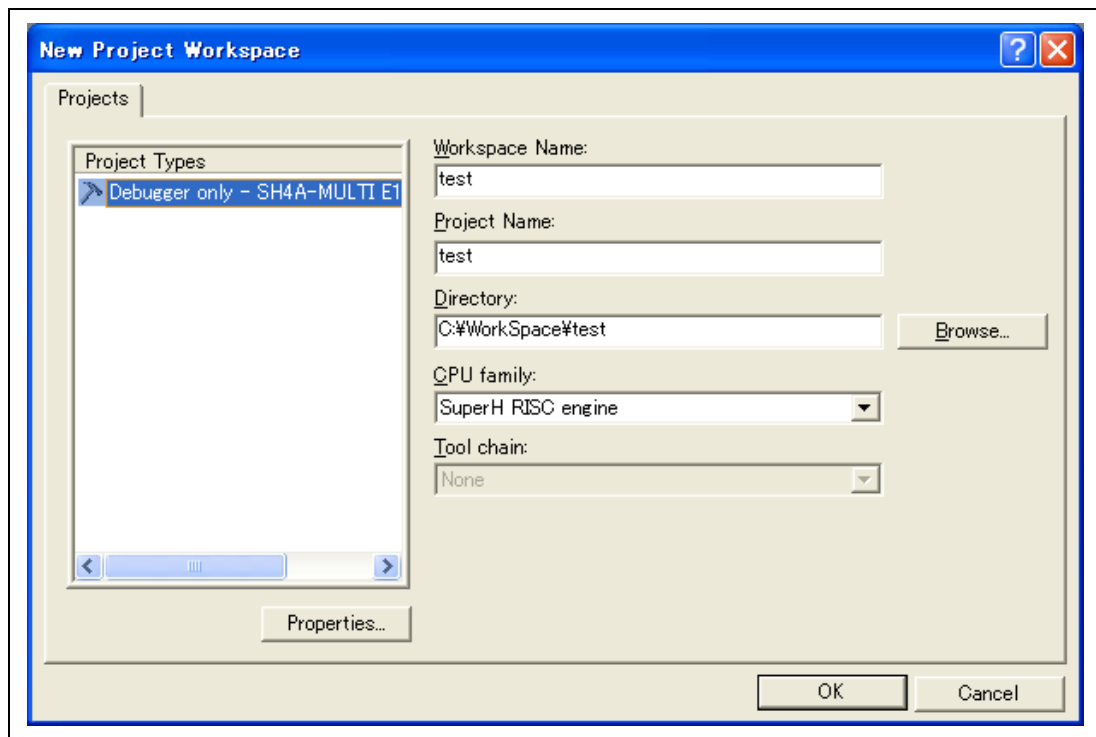 New Project Workspace
Projects
Project Types
Debugger only - SH4A-MULTI E1
Workspace Name:
test
Project Name:
test
Directory:
C:¥WorkSpace¥test
Browse...
CPU family:
SuperH RISC engine
Tool chain:
None
Properties...
OK
Cancel